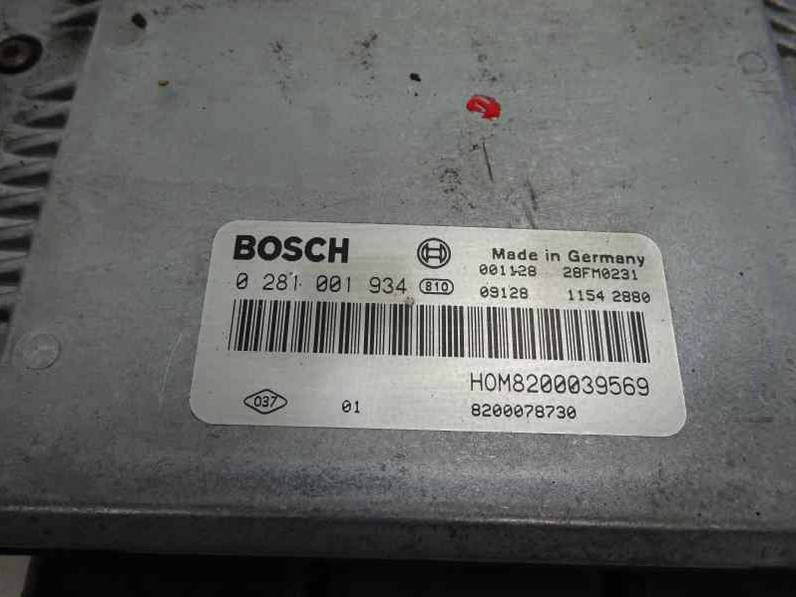 BOSCH
Made in Germany
001128 28FM0231
0 281 001 934 810 09128 1154 2880
HOM8200039569
037 01 8200078730